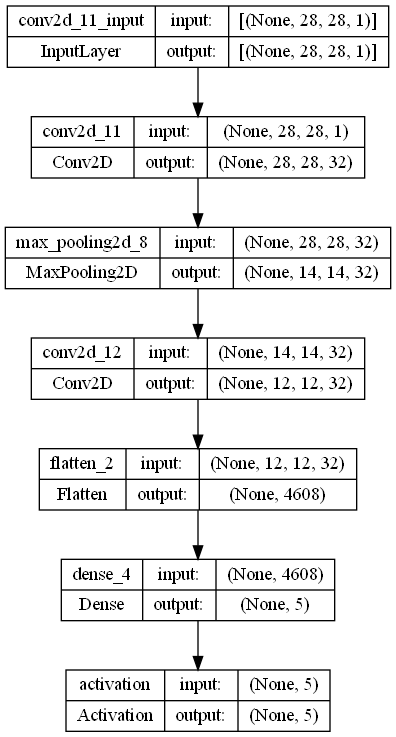 conv2d_11_input input: [(None, 28, 28, 1)]
InputLayer output: [(None, 28, 28, 1)]
conv2d_11 input: (None, 28, 28, 1)
Conv2D output: (None, 28, 28, 32)
max_pooling2d_8 input: (None, 28, 28, 32)
MaxPooling2D output: (None, 14, 14, 32)
conv2d_12 input: (None, 14, 14, 32)
Conv2D output: (None, 12, 12, 32)
flatten_2 input: (None, 12, 12, 32)
Flatten output: (None, 4608)
dense_4 input: (None, 4608)
Dense output: (None, 5)
activation input: (None, 5)
Activation output: (None, 5)